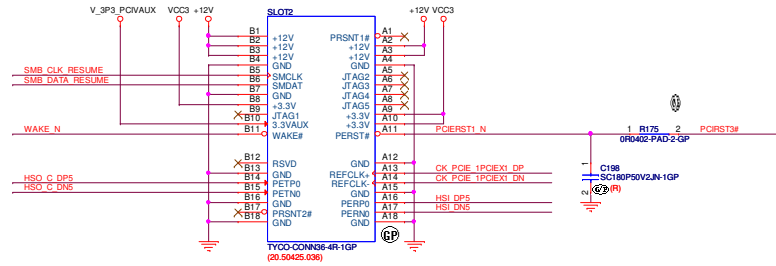 V_3P3_PCIVAUX VCC3 +12V
SLOT2
+12V VCC3
B1 +12V PRSNT1# A1
B2 +12V +12V A2
B3 +12V +12V A3
B4 GND GND A4
SMB_CLK_RESUME B5 SMCLK JTAG2 A5
SMB_DATA_RESUME B6 SMDAT JTAG3 A6
B7 GND JTAG4 A7
B8 +3.3V JTAG5 A8
B9 JTAG1 +3.3V A9
B10 3.3VAUX +3.3V A10
WAKE_N B11 WAKE# PERST# A11 PCIERST1_N 1 R175 2 PCIRST3#
0R0402-PAD-2-GP
B12 RSVD GND A12
B13 GND REFCLK+ A13 CK_PCIE_1PCIEX1_DP
HSO_C_DP5 B14 PETP0 REFCLK- A14 CK_PCIE_1PCIEX1_DN
HSO_C_DN5 B15 PETN0 GND A15
B16 GND PERP0 A16 HSI_DP5
B17 PRSNT2# PERN0 A17 HSI_DN5
B18 GND GND A18
1 C198
SC180P50V2JN-1GP
2 GP (R)
GP
TYCO-CONN36-4R-1GP
(20.50425.036)